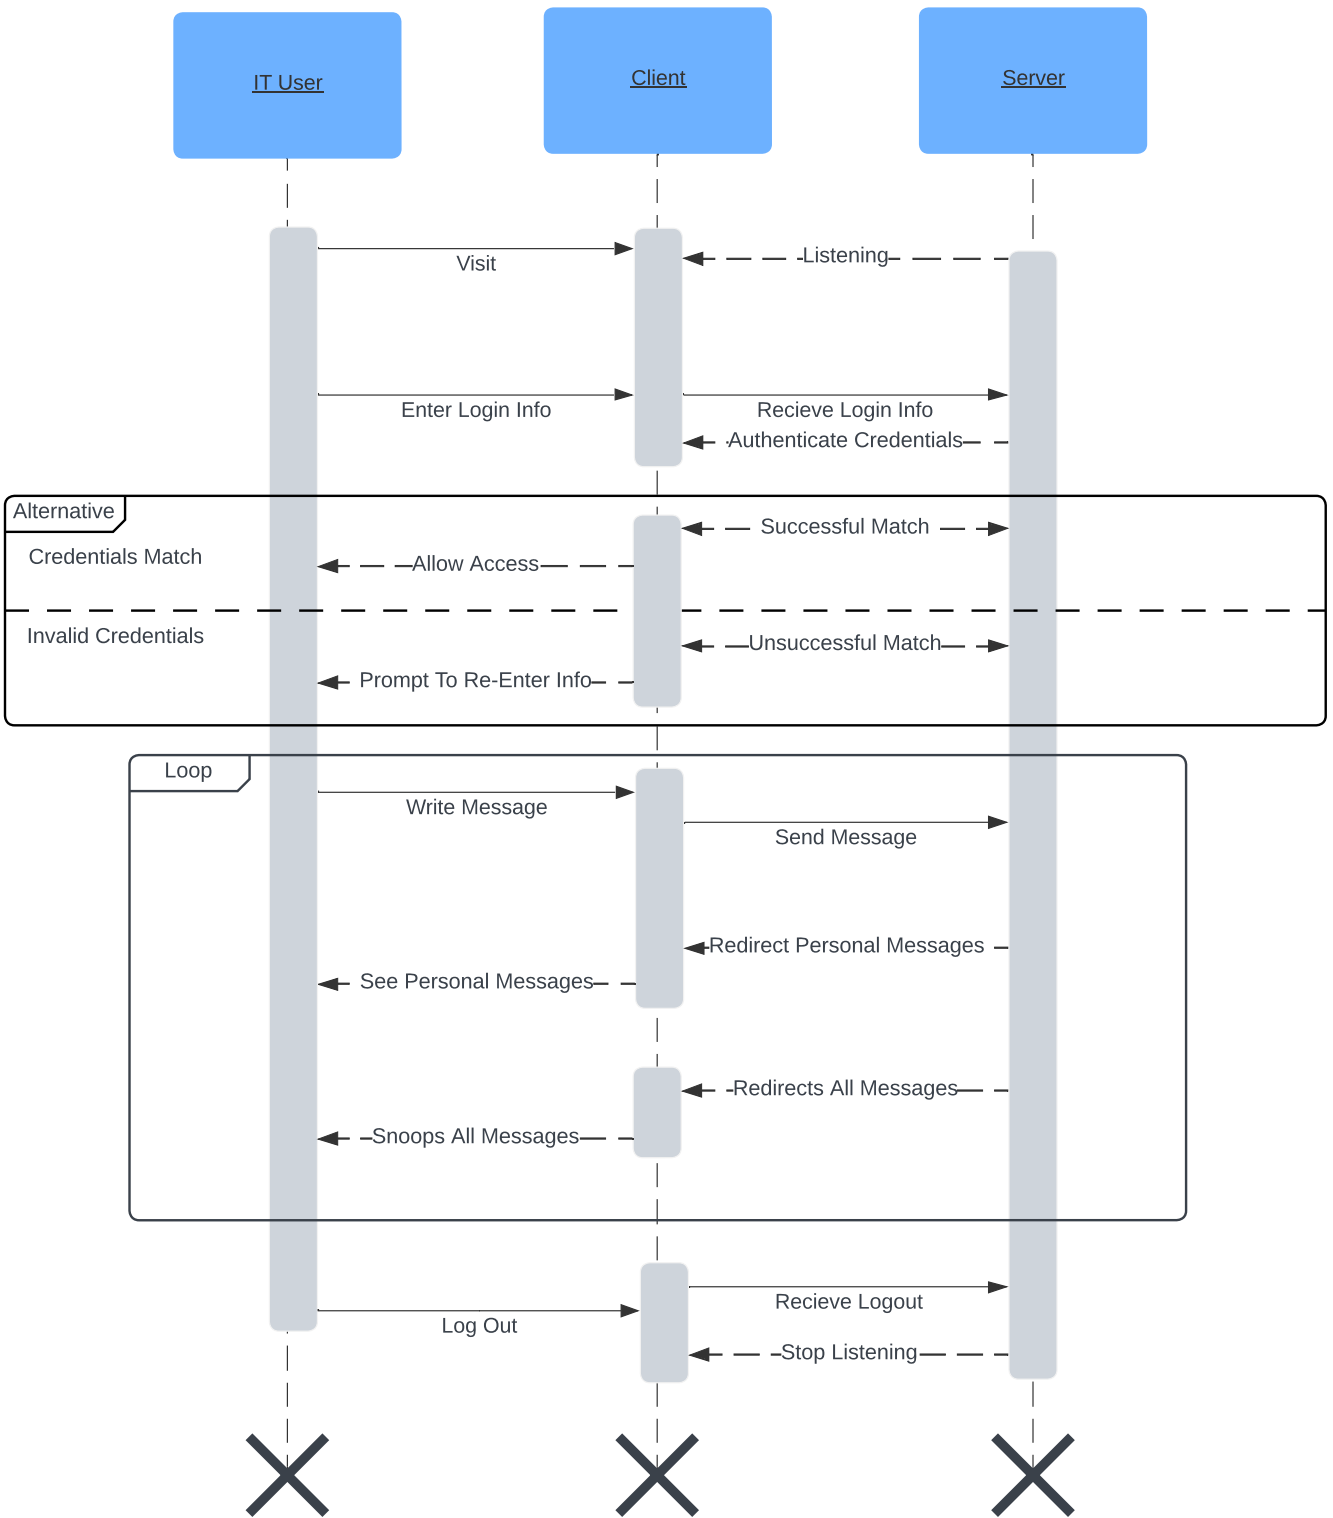 IT User
Client
Server
Visit
Listening
Enter Login Info
Recieve Login Info
Authenticate Credentials
Alternative
Successful Match
Credentials Match
Allow Access
Invalid Credentials
Unsuccessful Match
Prompt To Re-Enter Info
Loop
Write Message
Send Message
Redirect Personal Messages
See Personal Messages
Redirects All Messages
Snoops All Messages
Recieve Logout
Log Out
Stop Listening